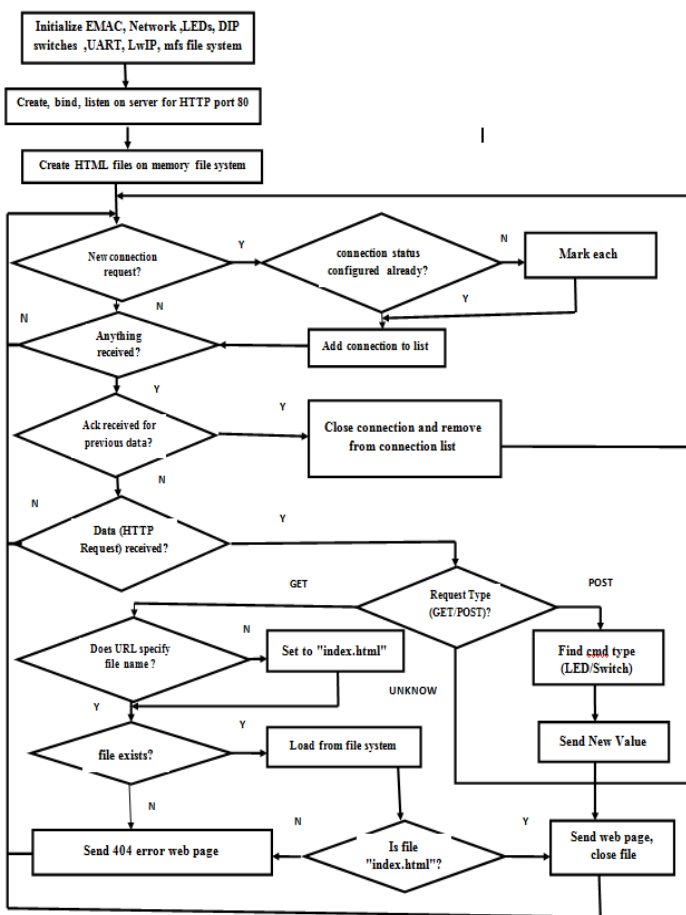 Initialize EMAC, Network ,LEDs, DIP
switches ,UART, LwIP, mfs file system
Create, bind, listen on server for HTTP port 80
Create HTML files on memory file system
New connection
request?
Y
connection status
configured already?
N
Mark each
Y
N
N
Anything
received?
Add connection to list
Y
Ack received for
previous data?
Y
Close connection and remove
from connection list
N
N
Data (HTTP
Request) received?
Y
GET
Request Type
(GET/POST)?
POST
Does URL specify
file name ?
N
Set to "index.html"
Find cmd type
(LED/Switch)
UNKNOW
Y
file exists?
Y
Load from file system
Send New Value
N
N
Is file
"index.html"?
Y
Send 404 error web page
Send web page,
close file